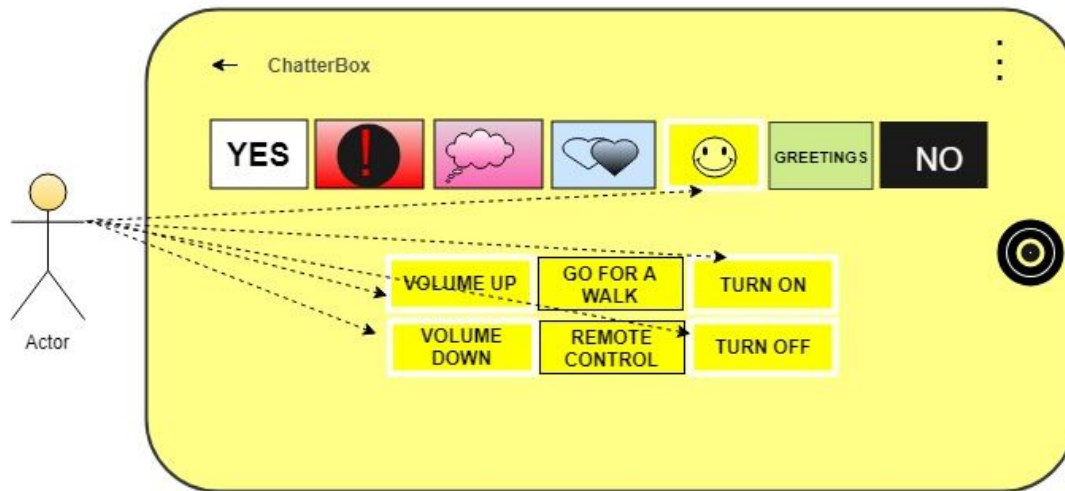 ChatterBox
YES
!
GREETINGS
NO
VOLUME UP
GO FOR A
WALK
TURN ON
VOLUME
DOWN
REMOTE
CONTROL
TURN OFF
Actor